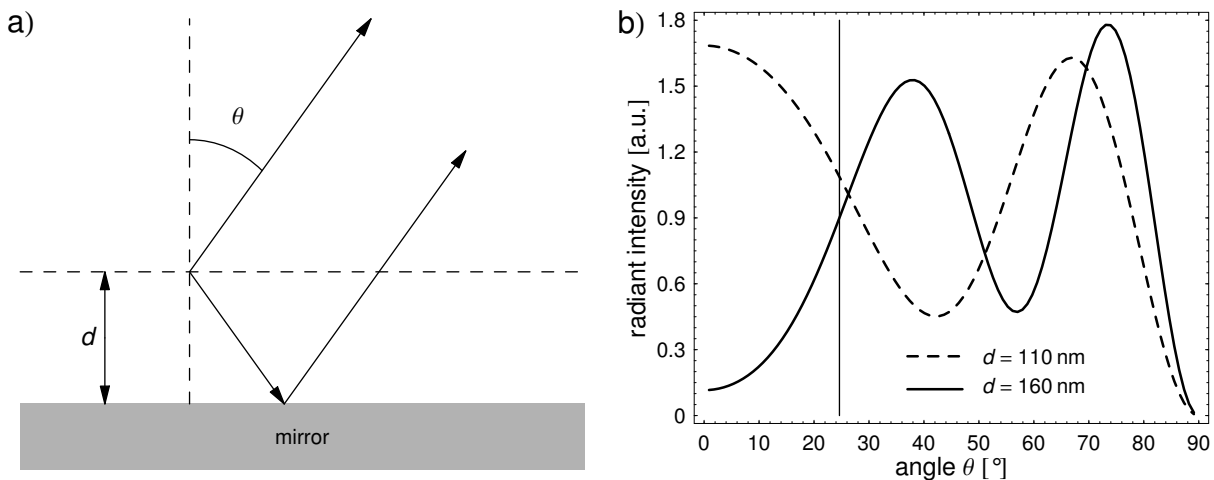 a)
θ
d
mirror
b)
radiant intensity [a.u.]
1.8
1.5
1.2
0.9
0.6
0.3
0
d = 110 nm
d = 160 nm
0 10 20 30 40 50 60 70 80 90
angle θ [°]